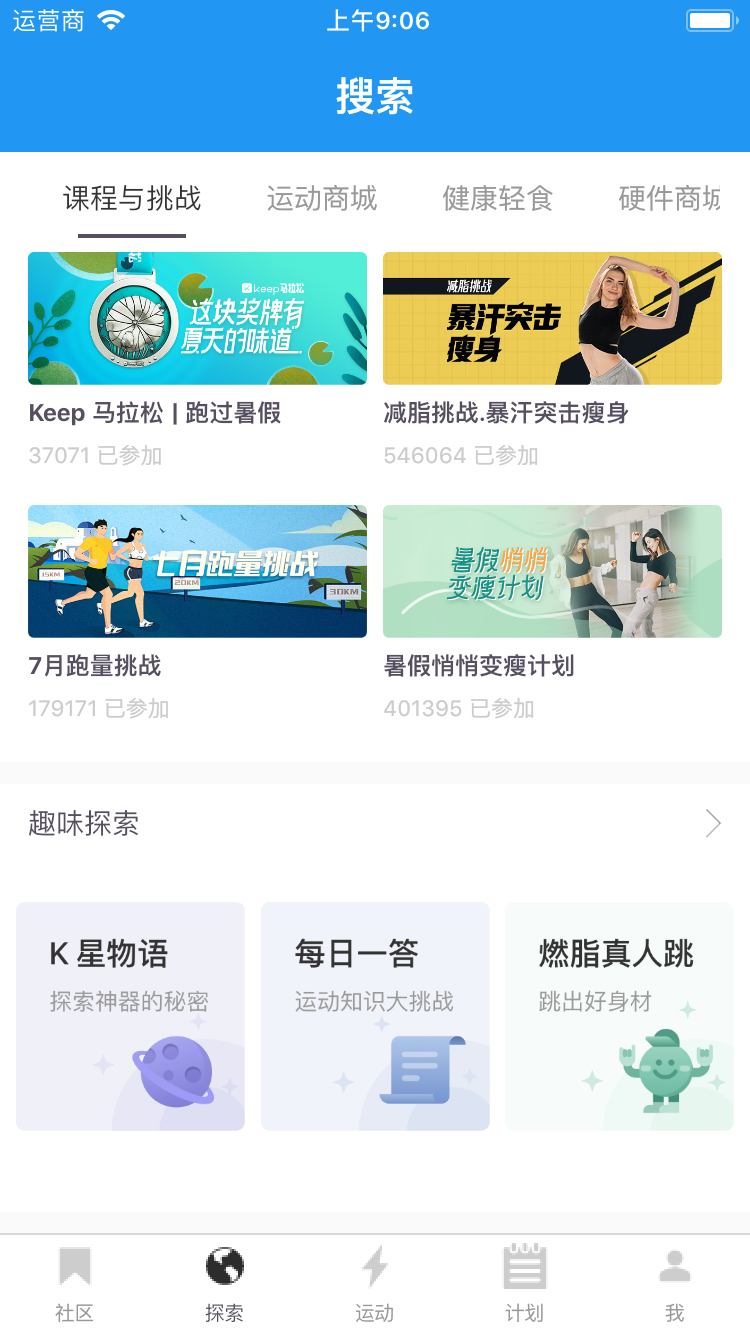 运营商
上午9:06
搜索
课程与挑战
运动商城
健康轻食
硬件商城
keep马拉松
这块奖牌有
夏天的味道
减脂挑战
暴汗突击
瘦身
Keep 马拉松 | 跑过暑假
减脂挑战.暴汗突击瘦身
37071 已参加
546064 已参加
七月跑量挑战
15KM
20KM
30KM
暑假悄悄
变瘦计划
7月跑量挑战
暑假悄悄变瘦计划
179171 已参加
401395 已参加
趣味探索
K 星物语
探索神器的秘密
每日一答
运动知识大挑战
燃脂真人跳
跳出好身材
社区
探索
运动
计划
我